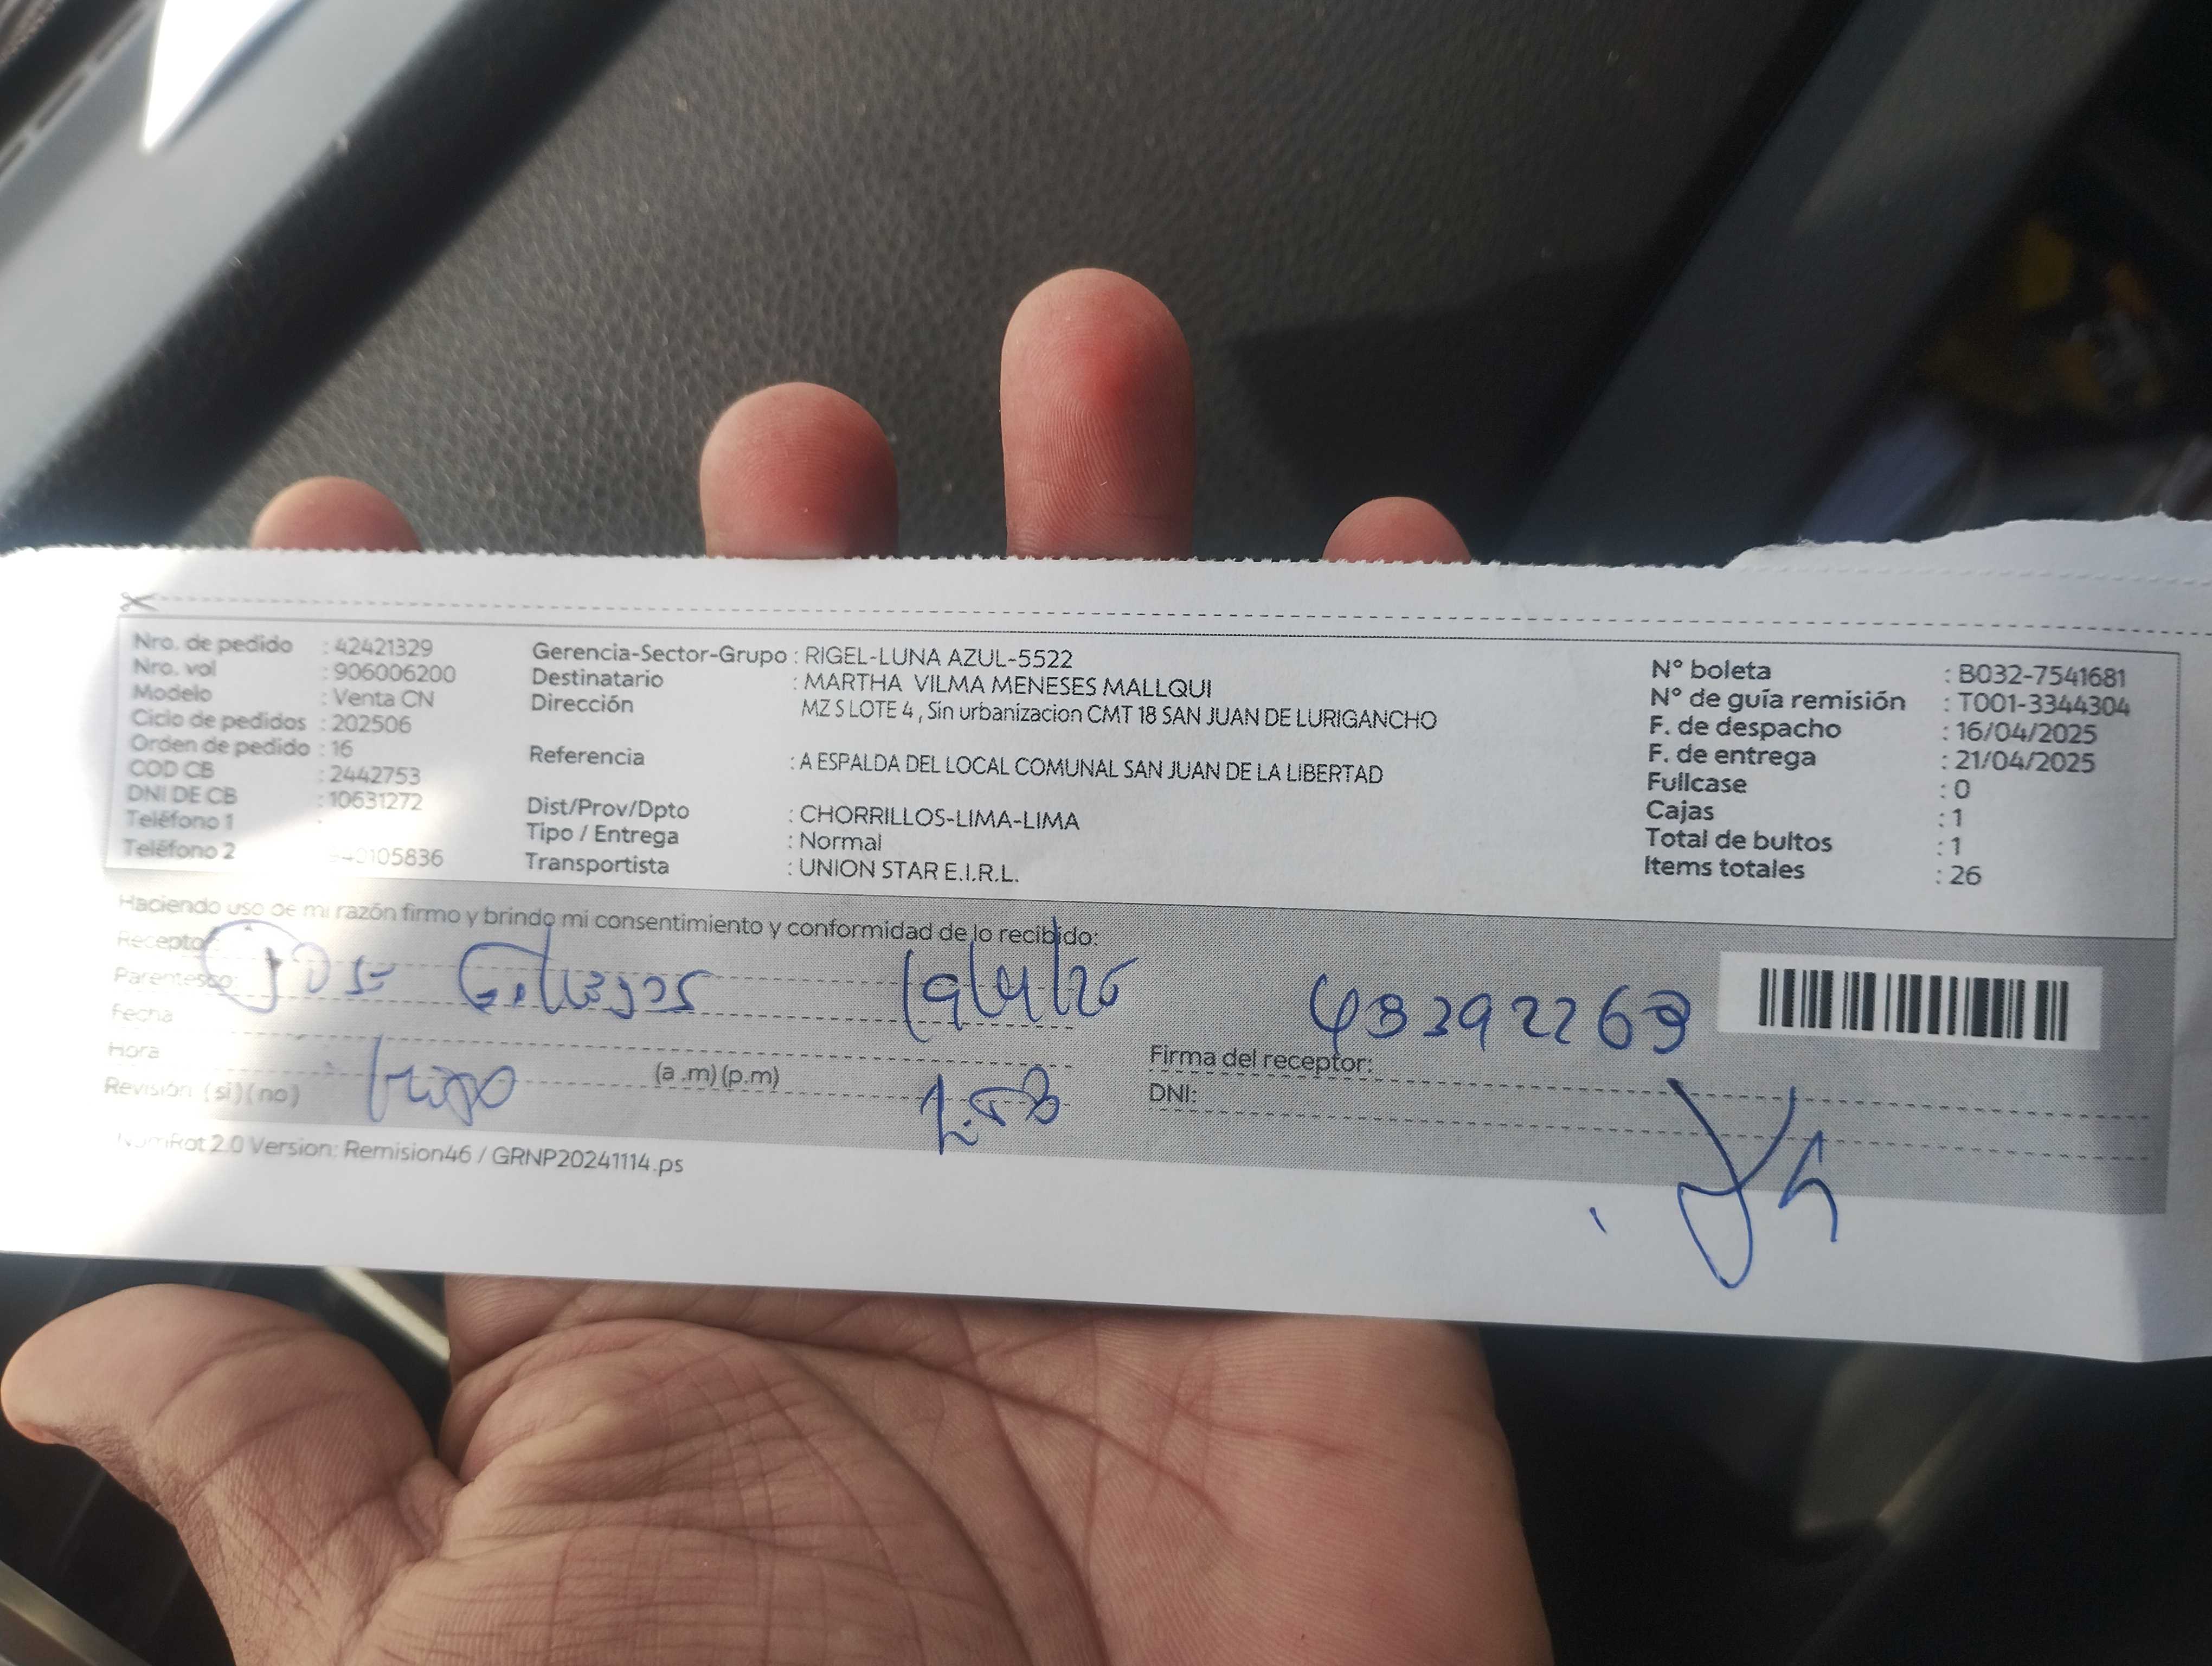 Nro. de pedido : 42421329
Nro. vol : 906006200
Modelo : Venta CN
Ciclo de pedidos : 202506
Orden de pedido : 16
COD CB : 2442753
DNI DE CB : 10631272
Teléfono 1 :
Teléfono 2 940105836
Gerencia-Sector-Grupo : RIGEL-LUNA AZUL-5522
Destinatario : MARTHA VILMA MENESES MALLQUI
Dirección MZ S LOTE 4 , Sin urbanizacion CMT 18 SAN JUAN DE LURIGANCHO
Referencia : A ESPALDA DEL LOCAL COMUNAL SAN JUAN DE LA LIBERTAD
Dist/Prov/Dpto : CHORRILLOS-LIMA-LIMA
Tipo / Entrega : Normal
Transportista : UNION STAR E.I.R.L.
N° boleta : B032-7541681
N° de guía remisión : T001-3344304
F. de despacho : 16/04/2025
F. de entrega : 21/04/2025
Fullcase : 0
Cajas : 1
Total de bultos : 1
Items totales : 26
Haciendo uso de mi razón firmo y brindo mi consentimiento y conformidad de lo recibido:
Receptor:
Parentesco: Jose 19/4/25 43292263
Fecha
Hora (a .m) (p.m)
Revisión (si) (no)
Firma del receptor:
DNI:
2.0 Version: Remision46 / GRNP20241114.ps